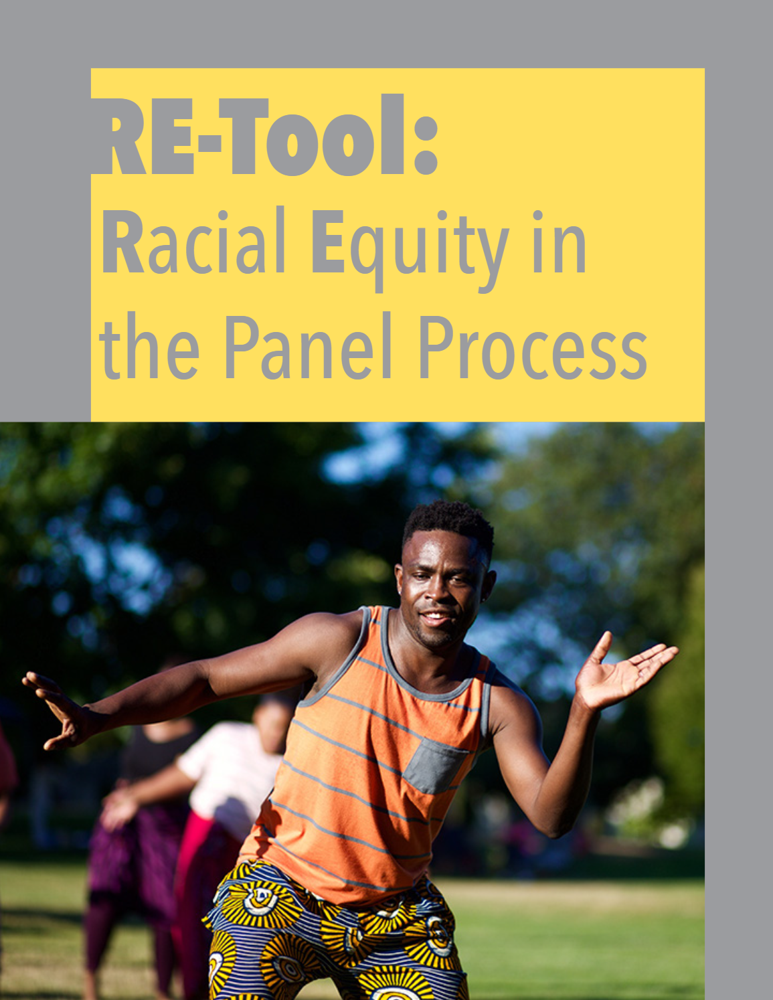 RE-Tool:
Racial Equity in
the Panel Process